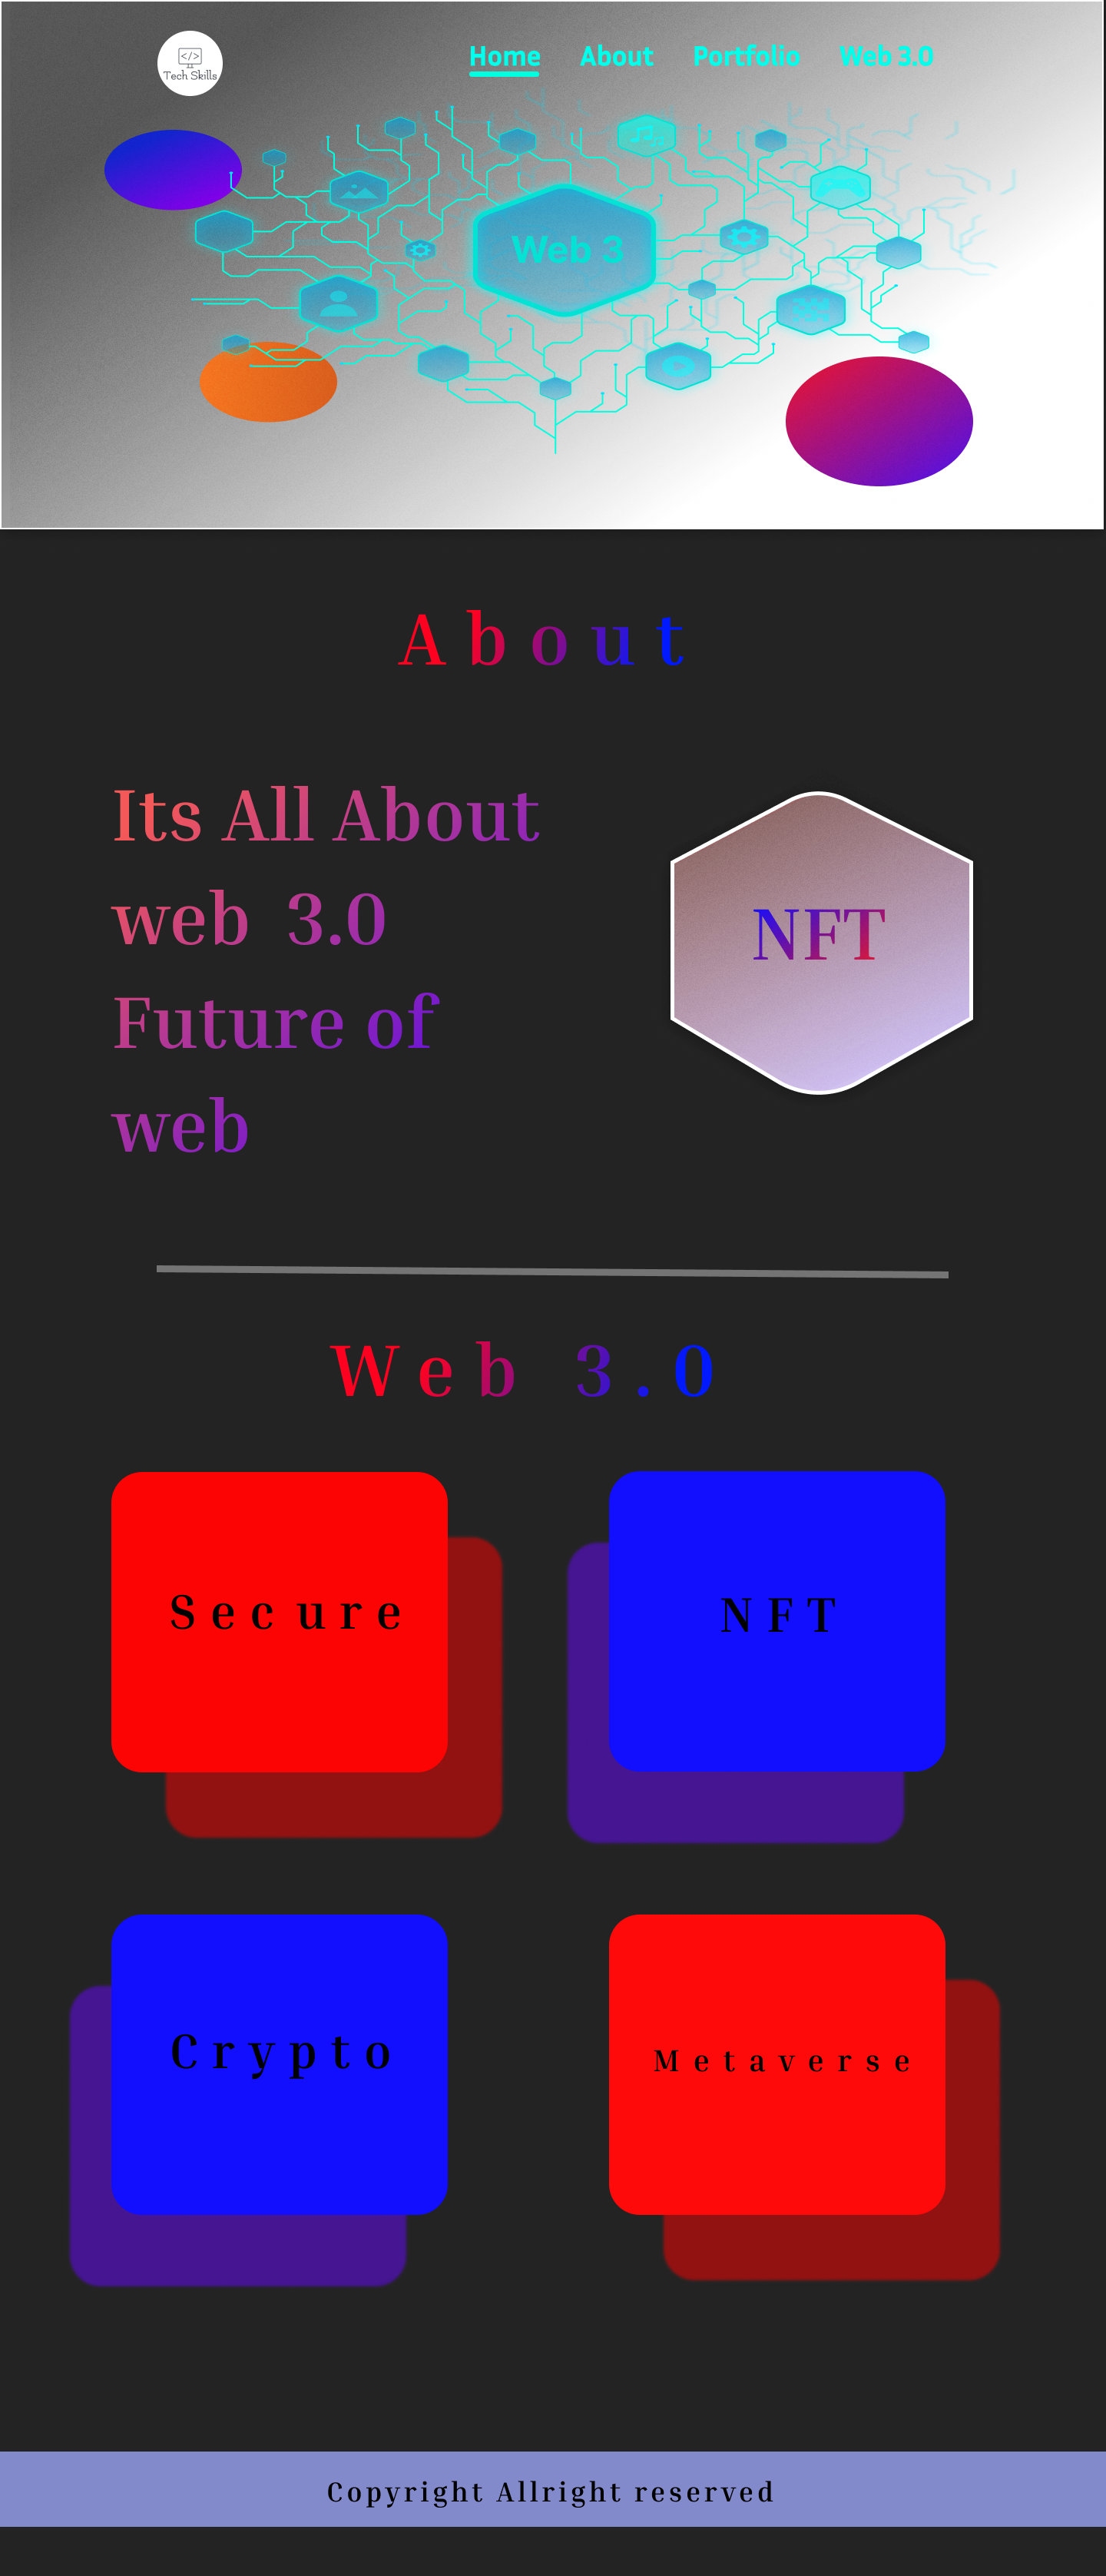 </>
Tech Skills
Home About Portfolio Web 3.0
Web 3
About
Its All About
web 3.0
Future of
web
NFT
Web 3.0
Secure
NFT
Crypto
Metaverse
Copyright Allright reserved